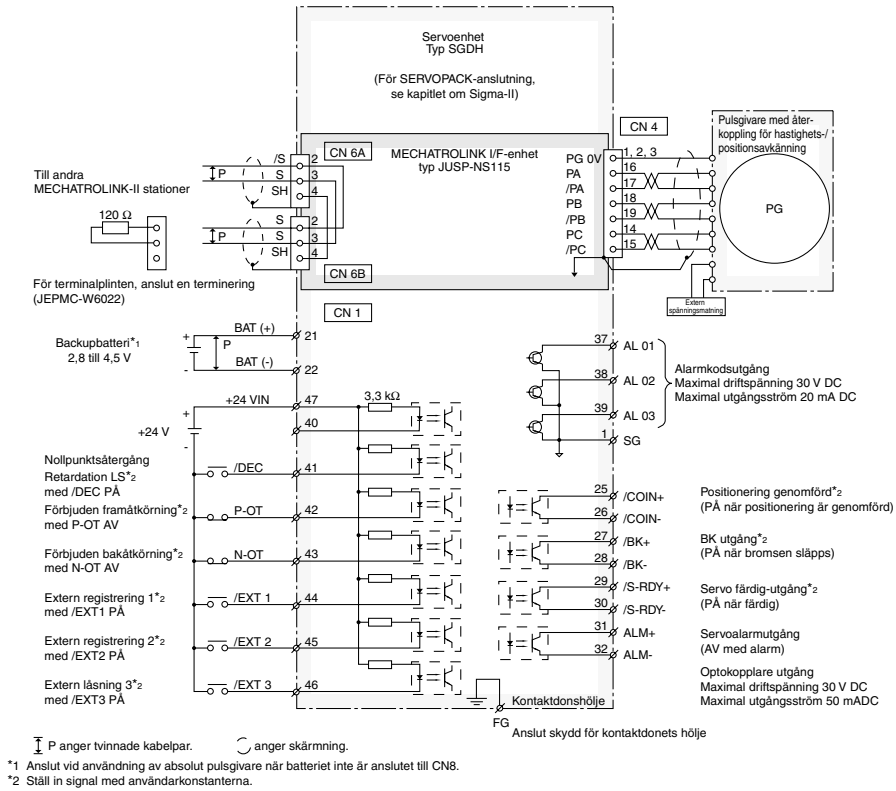 Servoenhet
Typ SGDH
(För SERVOPACK-anslutning,
se kapitlet om Sigma-II)
CN 4
Pulsgivare med åter-
koppling för hastighets-/
positionsavkänning
CN 6A
MECHATROLINK I/F-enhet
typ JUSP-NS115
/S 2
S 3
SH 4
P
Till andra
MECHATROLINK-II stationer
S 2
S 3
SH 4
P
120 Ω
CN 6B
För terminalplinten, anslut en terminering
(JEPMC-W6022)
PG 0V 1, 2, 3
PA 16
/PA 17
PB 18
/PB 19
PC 14
/PC 15
PG
Extern
spänningsmatning
CN 1
Backupbatteri*1
2,8 till 4,5 V
+
-
BAT (+) 21
P
BAT (-) 22
+24 VIN 47
3,3 kΩ
40
+
+24 V
-
Nollpunktsåtergång
Retardation LS*2
med /DEC PÅ
/DEC 41
Förbjuden framåtkörning*2
med P-OT AV
P-OT 42
Förbjuden bakåtkörning*2
med N-OT AV
N-OT 43
Extern registrering 1*2
med /EXT1 PÅ
/EXT 1 44
Extern registrering 2*2
med /EXT2 PÅ
/EXT 2 45
Extern låsning 3*2
med /EXT3 PÅ
/EXT 3 46
37 AL 01
38 AL 02
39 AL 03
1 SG
Alarmkodsutgång
Maximal driftspänning 30 V DC
Maximal utgångsström 20 mA DC
25 /COIN+
26 /COIN-
Positionering genomförd*2
(PÅ när positionering är genomförd)
27 /BK+
28 /BK-
BK utgång*2
(PÅ när bromsen släpps)
29 /S-RDY+
30 /S-RDY-
Servo färdig-utgång*2
(PÅ när färdig)
31 ALM+
32 ALM-
Servoalarmutgång
(AV med alarm)
Optokopplare utgång
Maximal driftspänning 30 V DC
Maximal utgångsström 50 mADC
Kontaktdonshölje
FG
Anslut skydd för kontaktdonets hölje
P anger tvinnade kabelpar.
anger skärmning.
*1 Anslut vid användning av absolut pulsgivare när batteriet inte är anslutet till CN8.
*2 Ställ in signal med användarkonstanterna.